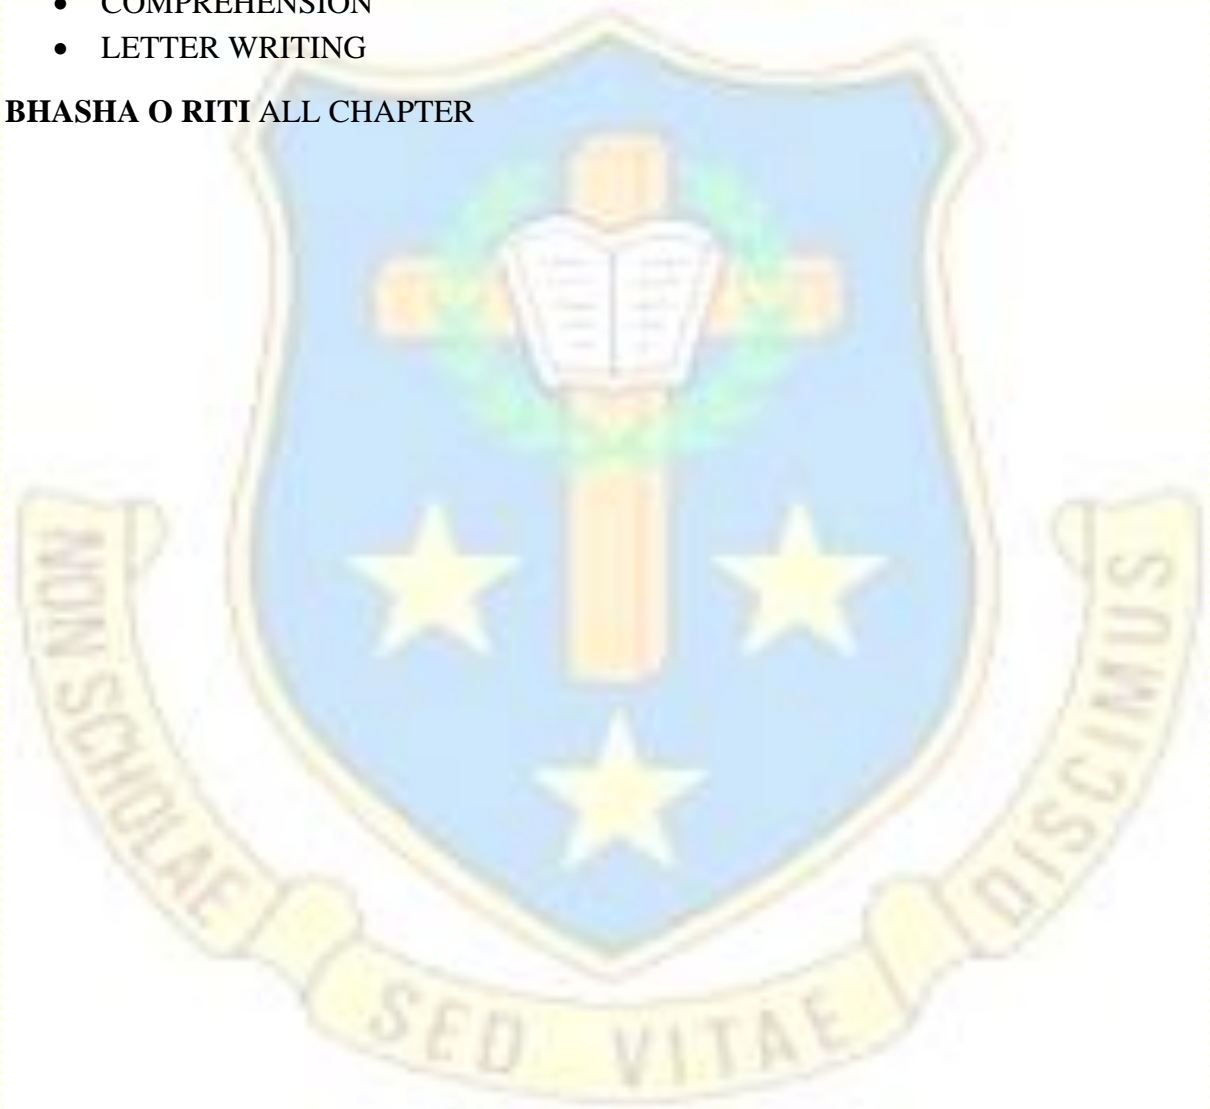 • COMPREHENSION
• LETTER WRITING
BHASHA O RITI ALL CHAPTER
NON SCHOLAE SED VITAE DISCIMUS